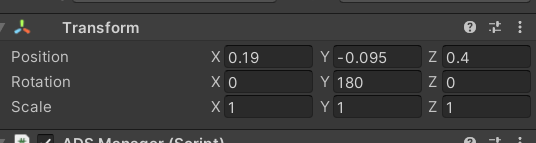 Transform
Position X 0.19 Y -0.095 Z 0.4
Rotation X 0 Y 180 Z 0
Scale X 1 Y 1 Z 1
ADS Manager (Script)